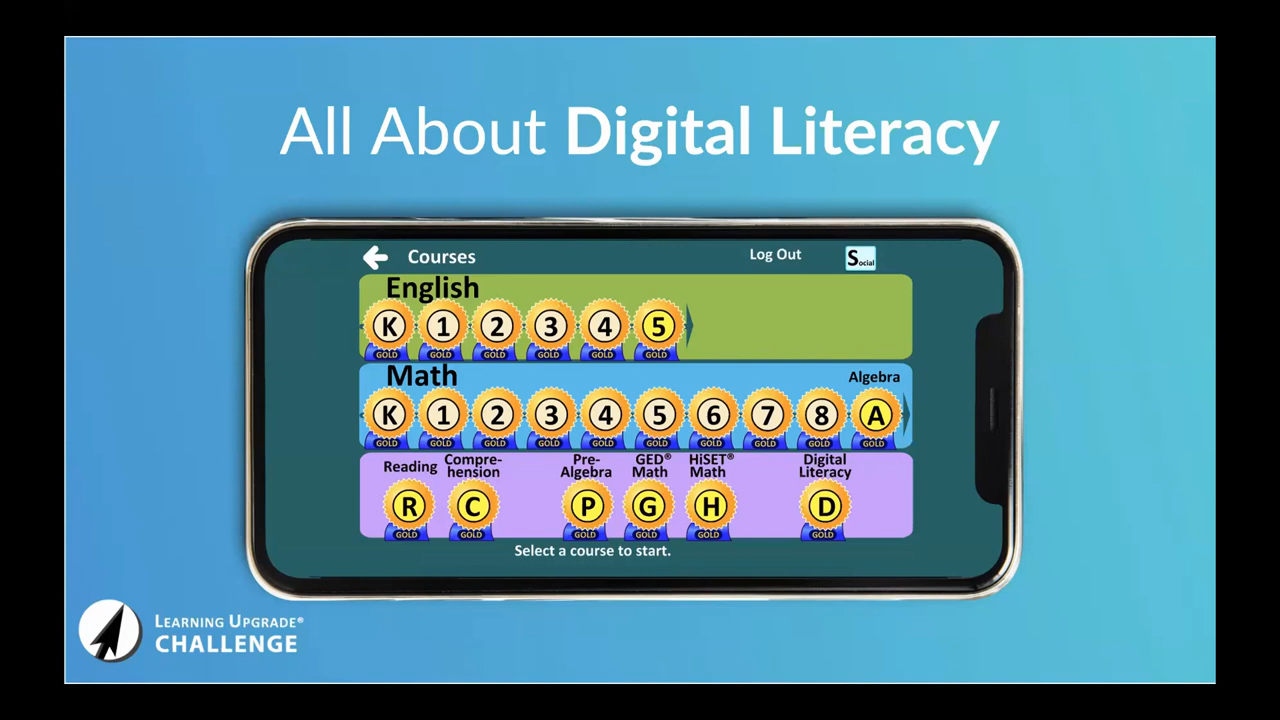 All About Digital Literacy
Courses
Log Out
Social
English
K 1 2 3 4 5
GOLD GOLD GOLD GOLD GOLD GOLD
Math
Algebra
K 1 2 3 4 5 6 7 8 A
GOLD GOLD GOLD GOLD GOLD GOLD GOLD GOLD GOLD GOLD
Reading
Compre-
hension
Pre-
Algebra
GED®
Math
HiSET®
Math
Digital
Literacy
R C P G H D
GOLD GOLD GOLD GOLD GOLD GOLD
Select a course to start.
LEARNING UPGRADE®
CHALLENGE